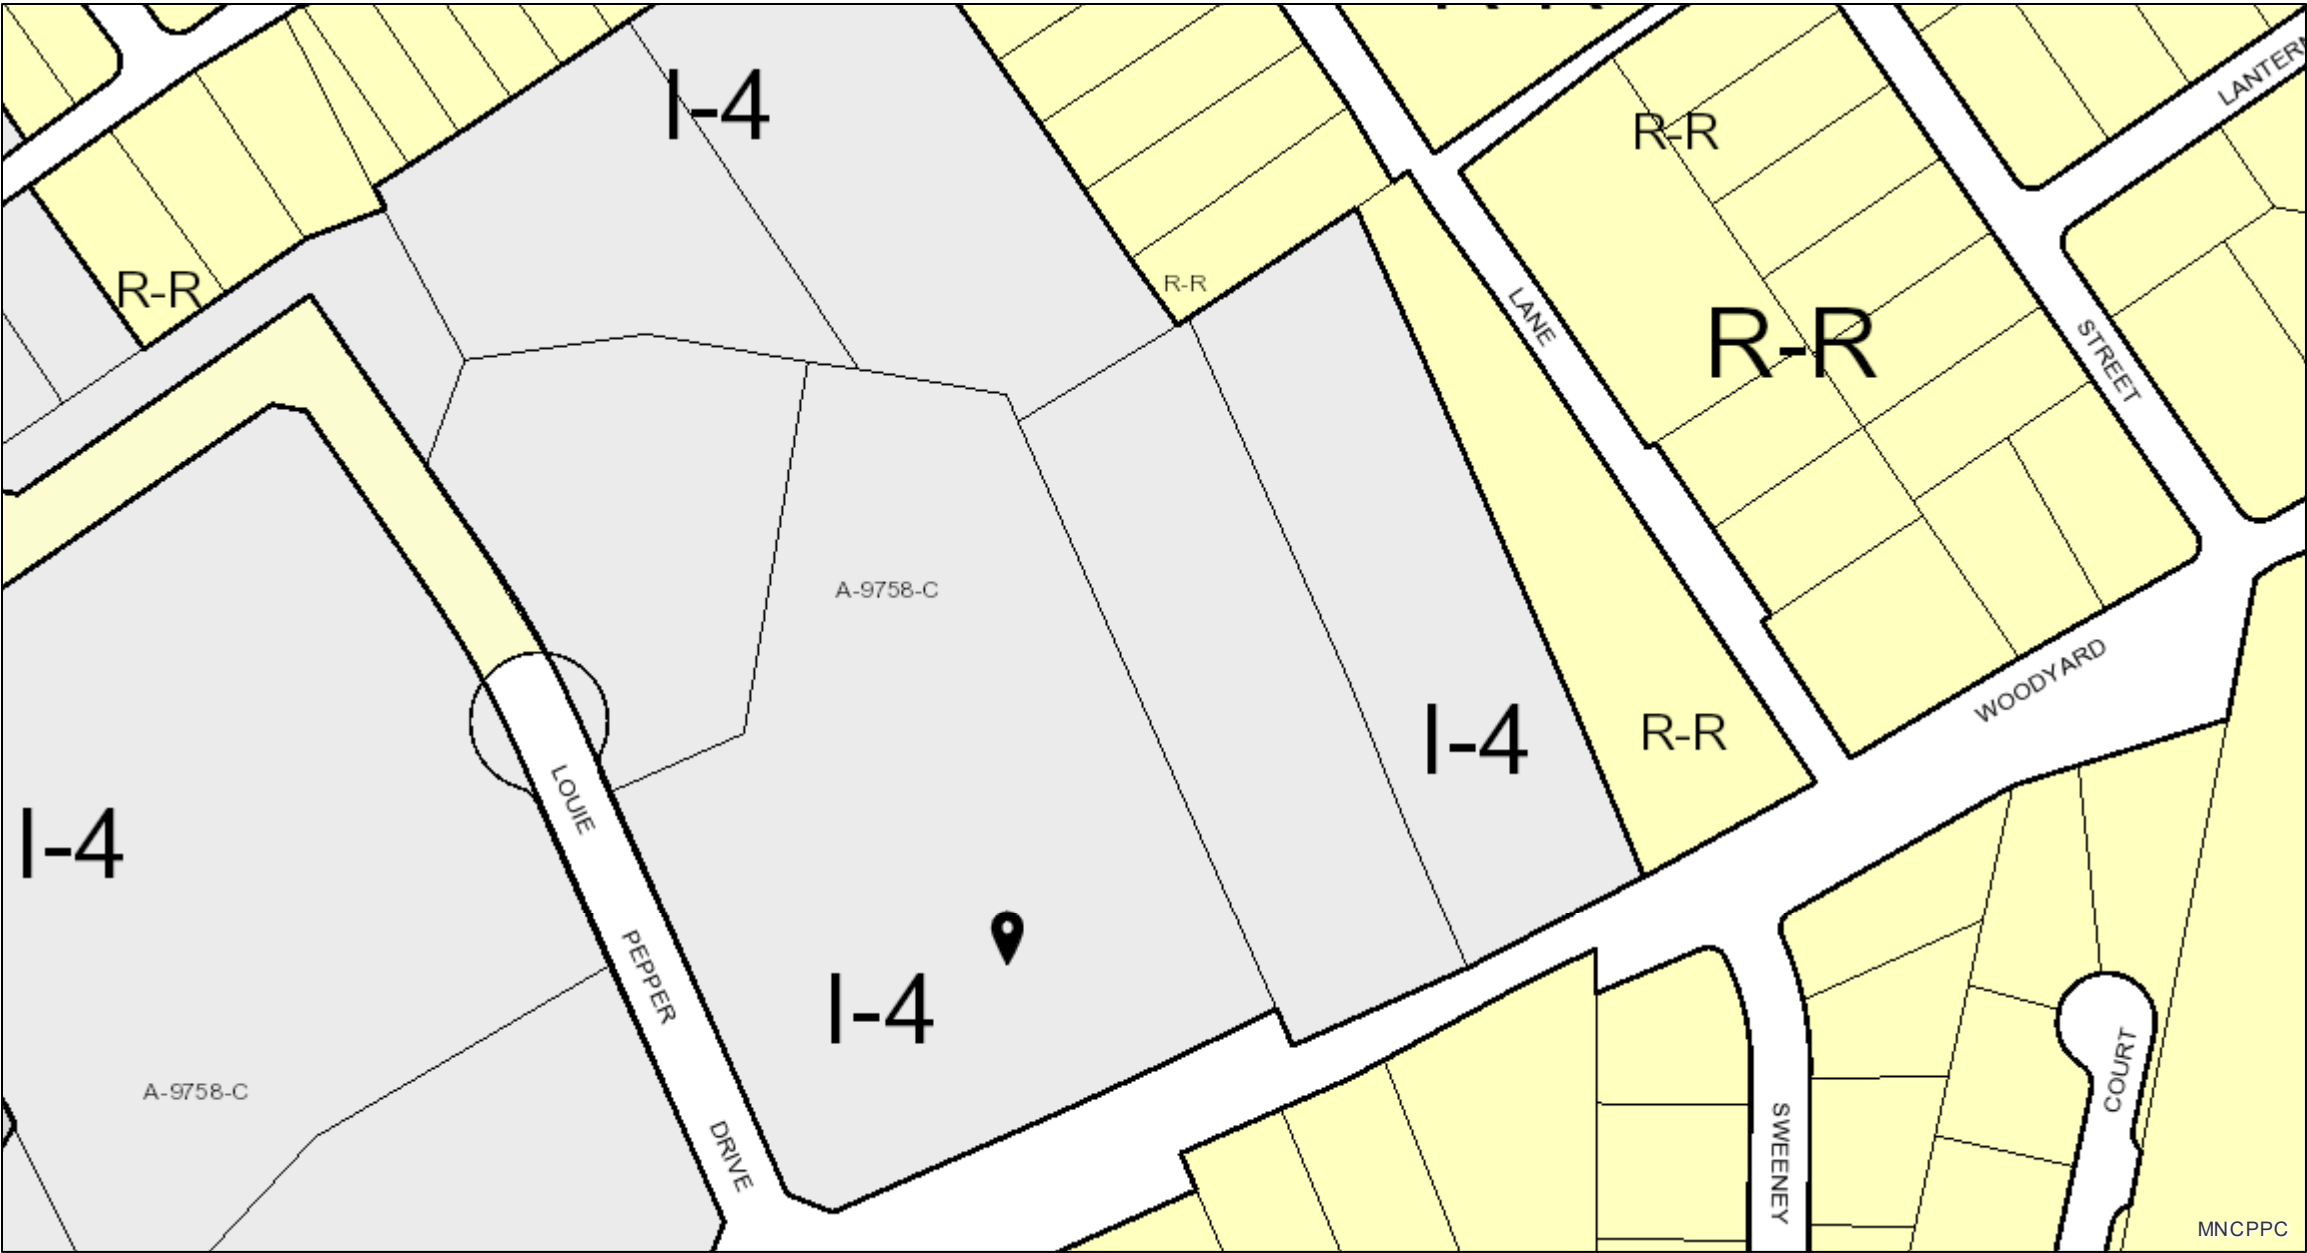 R-R
LANTERN
I-4
R-R
R-R
R-R
LANE
R-R
STREET
A-9758-C
WOODYARD
I-4
R-R
LOUIE
I-4
PEPPER
I-4
A-9758-C
COURT
DRIVE
SWEENEY
MNCPPC